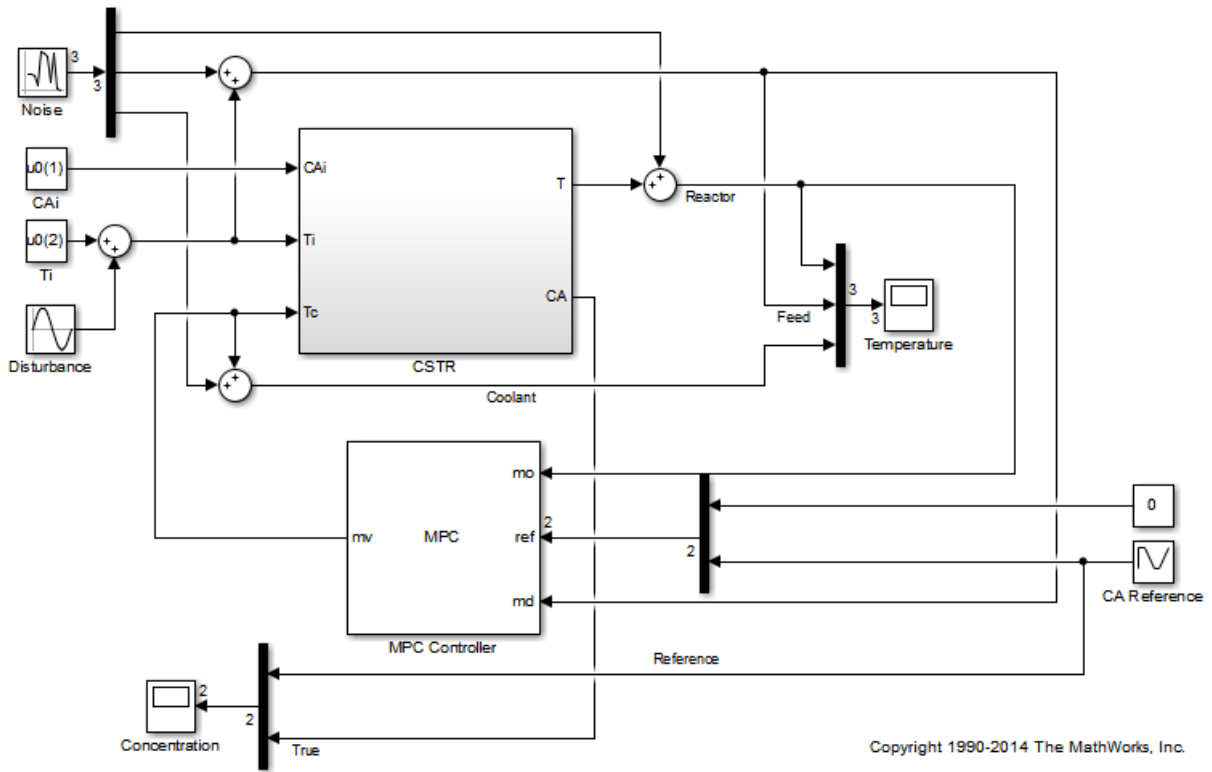 3
3
Noise
u0(1)
CAi
u0(2)
Ti
Disturbance
CAi
Ti
Tc
T
CA
CSTR
Reactor
Feed
3
3
Temperature
Coolant
mo
mv
MPC
ref
2
md
MPC Controller
2
0
CA Reference
Reference
2
2
Concentration
True
Copyright 1990-2014 The MathWorks, Inc.